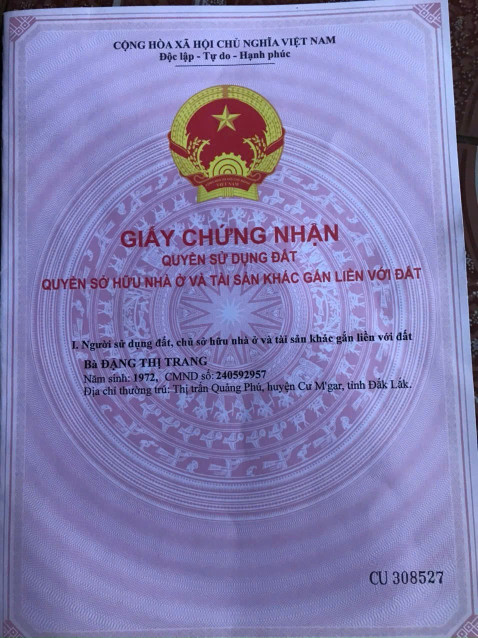 CỘNG HÒA XÃ HỘI CHỦ NGHĨA VIỆT NAM
Độc lập - Tự do - Hạnh phúc
VIỆT NAM
GIẤY CHỨNG NHẬN
QUYỀN SỬ DỤNG ĐẤT
QUYỀN SỞ HỮU NHÀ Ở VÀ TÀI SẢN KHÁC GẮN LIỀN VỚI ĐẤT
I. Người sử dụng đất, chủ sở hữu nhà ở và tài sản khác gắn liền với đất
Bà ĐẶNG THỊ TRANG
Năm sinh: 1972, CMND số: 240592957
Địa chỉ thường trú: Thị trấn Quảng Phú, huyện Cư M'gar, tỉnh Đắk Lắk.
CU 308527